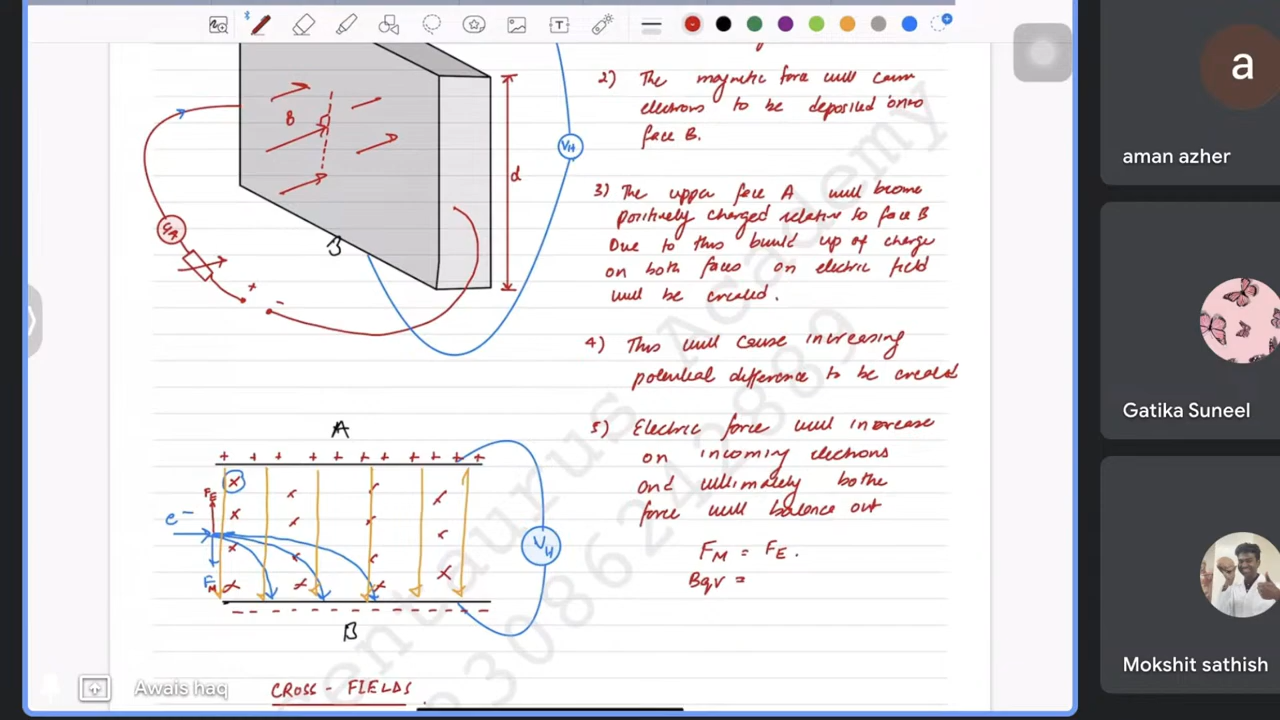 2) The magnetic force will cause
electrons to be deposited onto
face B.
3) The upper face A will become
positively charged relative to face B
Due to this build up of charge
on both faces an electric field
will be created.
4) This will cause increasing
potential difference to be created
5) Electric force will increase
on incoming electrons
and ultimately both
force will balance out
FM = FE.
Bqv =
B
d
VH
GA
+ -
B
A
+ + + + + + + + + +
FE
e-
FM
VH
- - - - - - - - - - - - -
B
CROSS - FIELDS
Awais haq
Centaurus Academy
03086242889
a
aman azher
Gatika Suneel
Mokshit sathish